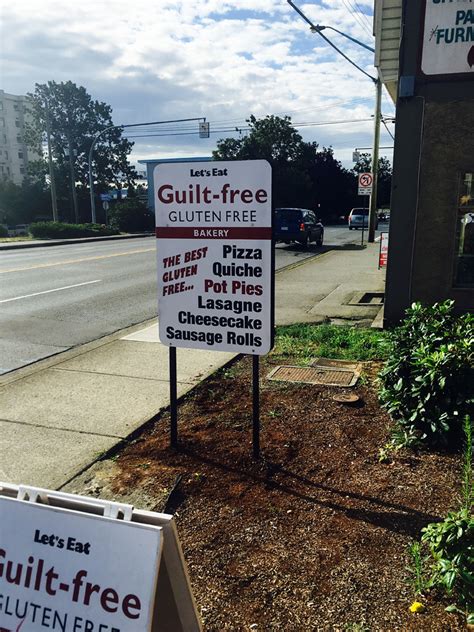 Let's Eat
Guilt-free
GLUTEN FREE
BAKERY
THE BEST
GLUTEN
FREE...
Pizza
Quiche
Pot Pies
Lasagne
Cheesecake
Sausage Rolls
Let's Eat
Guilt-free
GLUTEN FREE